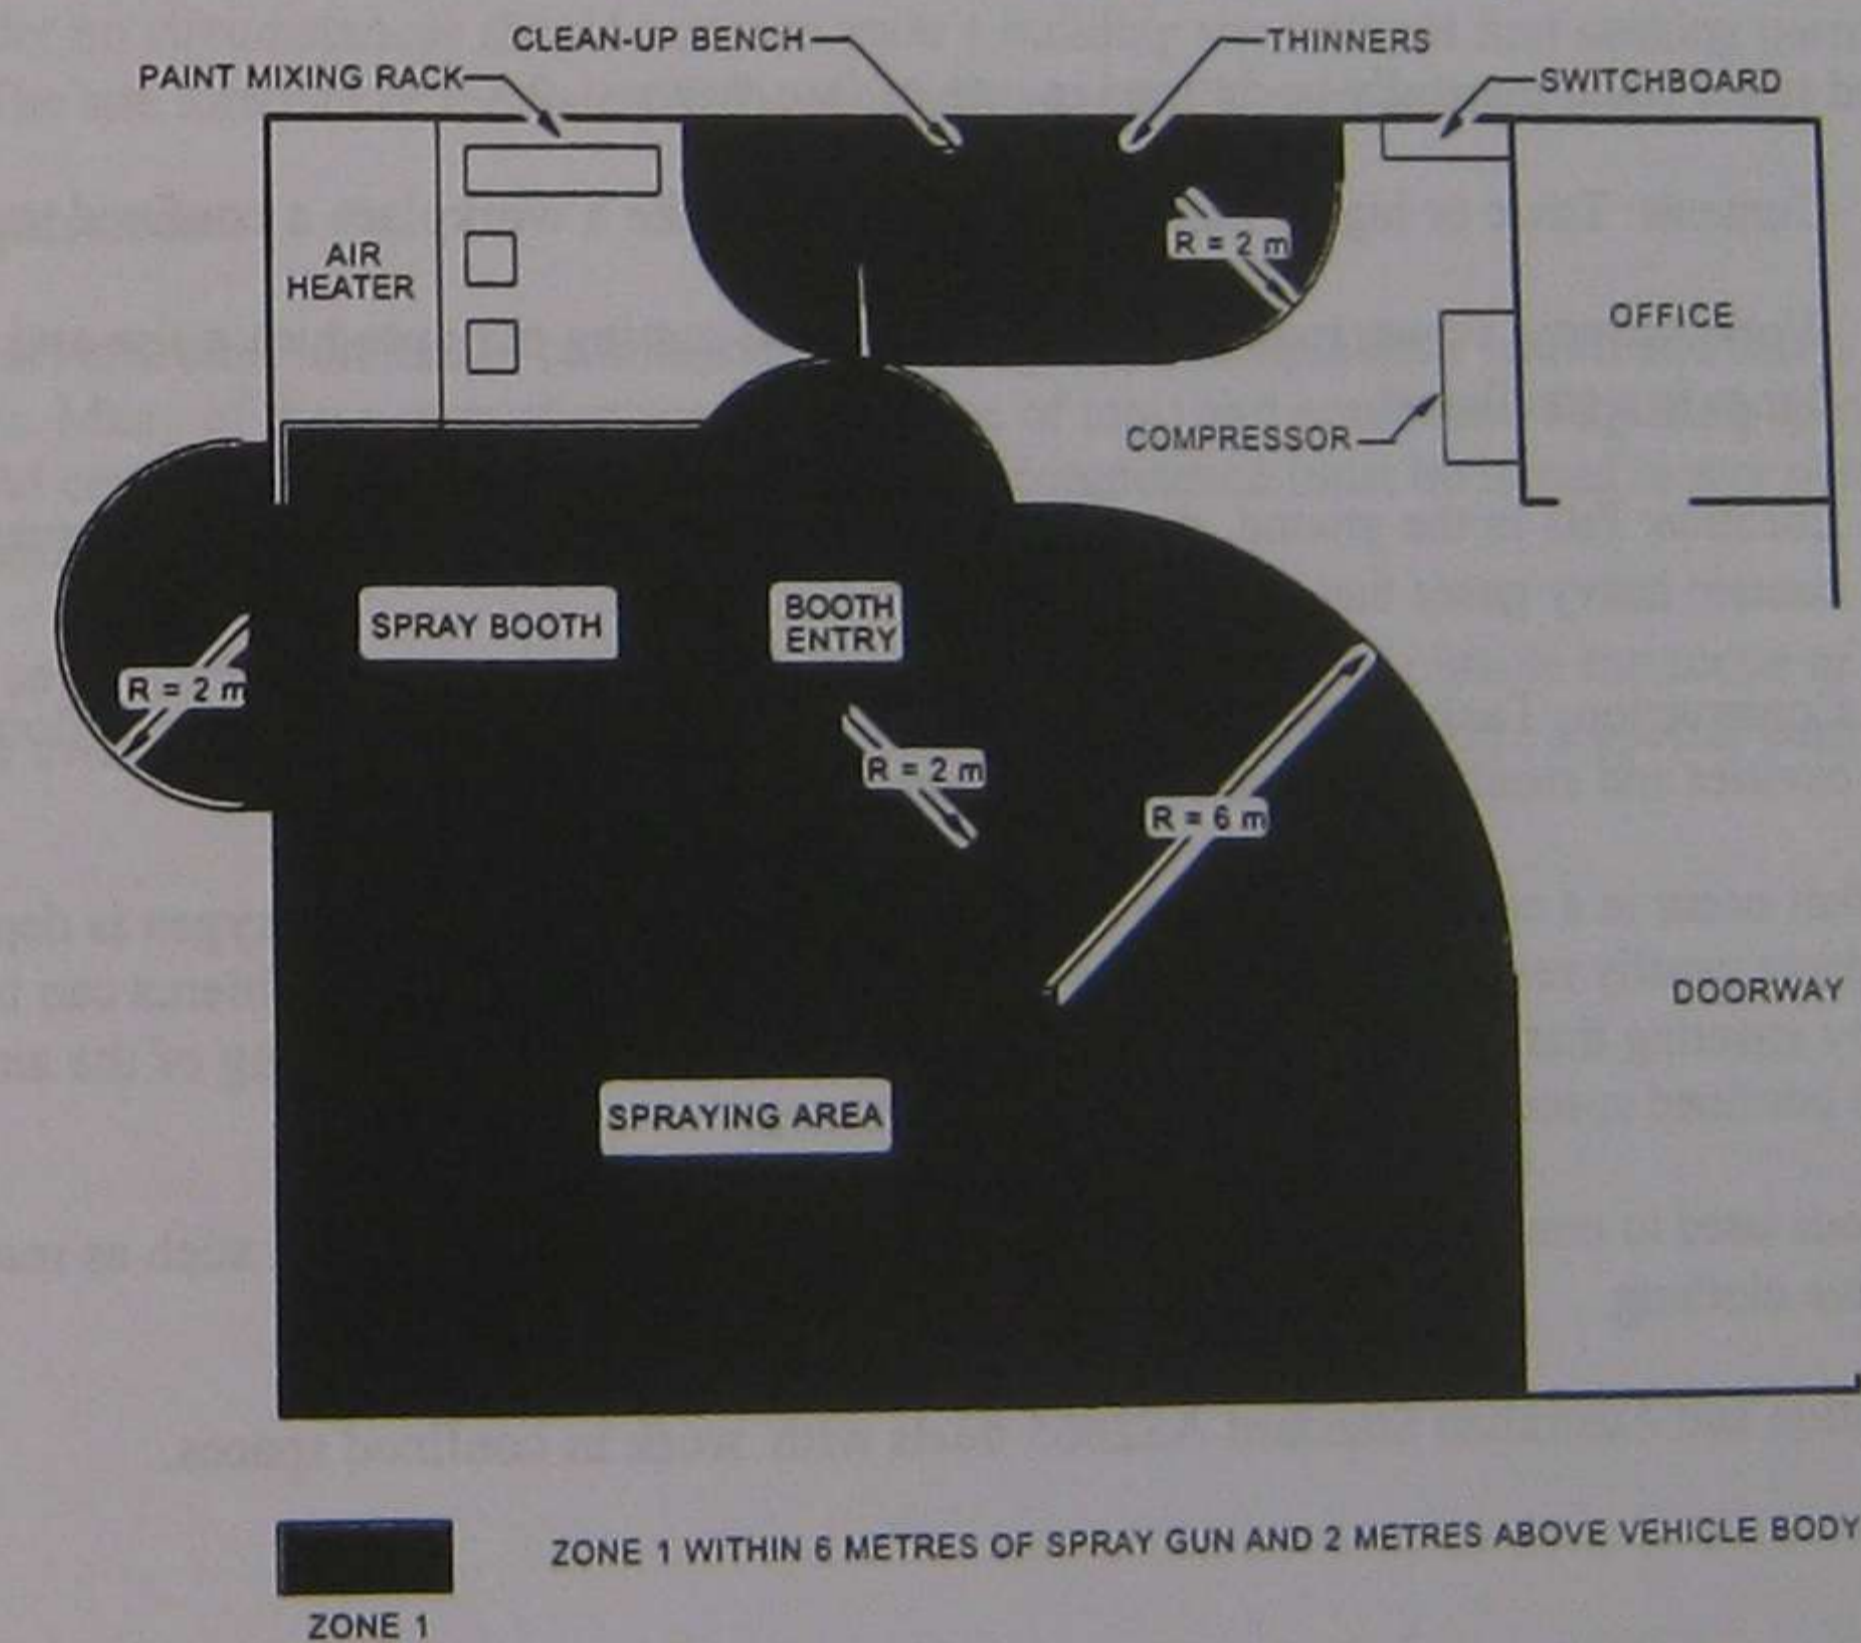 CLEAN-UP BENCH
THINNERS
PAINT MIXING RACK
SWITCHBOARD
R = 2 m
AIR
HEATER
OFFICE
COMPRESSOR
SPRAY BOOTH
BOOTH
ENTRY
R = 2 m
R = 2 m
R = 6 m
DOORWAY
SPRAYING AREA
ZONE 1 WITHIN 6 METRES OF SPRAY GUN AND 2 METRES ABOVE VEHICLE BODY
ZONE 1